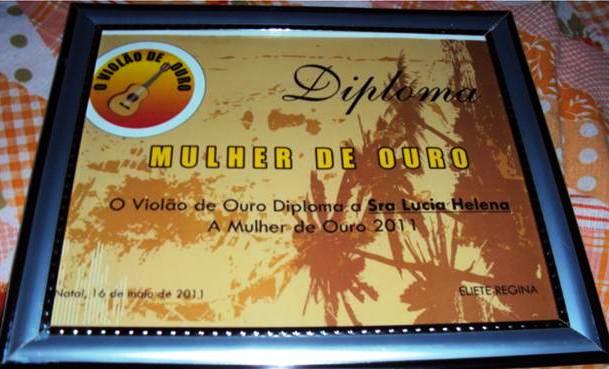 O VIOLÃO DE OURO
Diploma
MULHER DE OURO
O Violão de Ouro Diploma a Sra Lucia Helena
A Mulher de Ouro 2011
Natal, 16 de maio de 2011
ELIETE REGINA